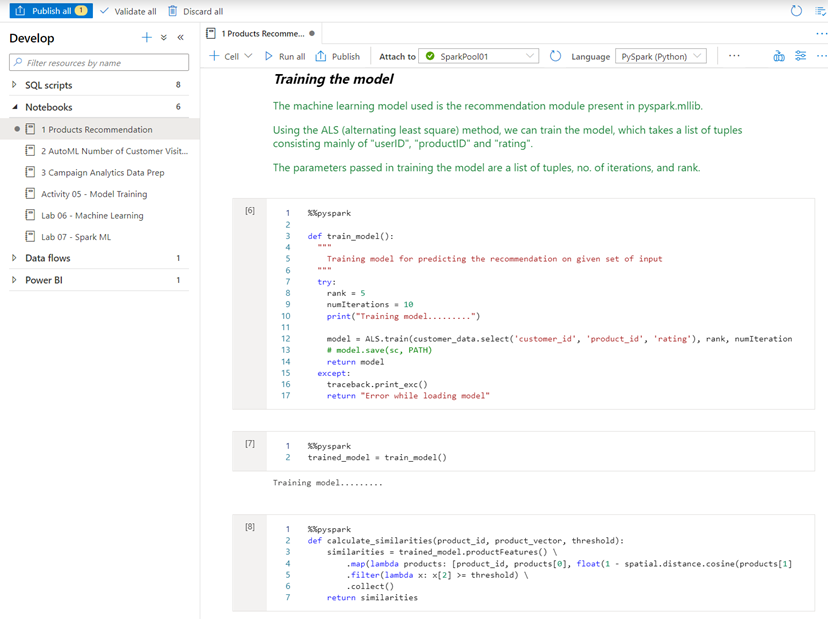 Publish all 1 Validate all Discard all
Develop
Filter resources by name
SQL scripts 8
Notebooks 6
1 Products Recommendation
2 AutoML Number of Customer Visit...
3 Campaign Analytics Data Prep
Activity 05 - Model Training
Lab 06 - Machine Learning
Lab 07 - Spark ML
Data flows 1
Power BI 1
1 Products Recomme...
Cell Run all Publish Attach to SparkPool01 Language PySpark (Python)
Training the model
The machine learning model used is the recommendation module present in pyspark.mllib.
Using the ALS (alternating least square) method, we can train the model, which takes a list of tuples
consisting mainly of "userID", "productID" and "rating".
The parameters passed in training the model are a list of tuples, no. of iterations, and rank.
[6]
1 %%pyspark
2
3 def train_model():
4 """
5 Training model for predicting the recommendation on given set of input
6 """
7 try:
8 rank = 5
9 numIterations = 10
10 print("Training model.........")
11
12 model = ALS.train(customer_data.select('customer_id', 'product_id', 'rating'), rank, numIteration
13 # model.save(sc, PATH)
14 return model
15 except:
16 traceback.print_exc()
17 return "Error while loading model"
[7]
1 %%pyspark
2 trained_model = train_model()
Training model.........
[8]
1 %%pyspark
2 def calculate_similarities(product_id, product_vector, threshold):
3 similarities = trained_model.productFeatures() \
4 .map(lambda products: [product_id, products[0], float(1 - spatial.distance.cosine(products[1]
5 .filter(lambda x: x[2] >= threshold) \
6 .collect()
7 return similarities